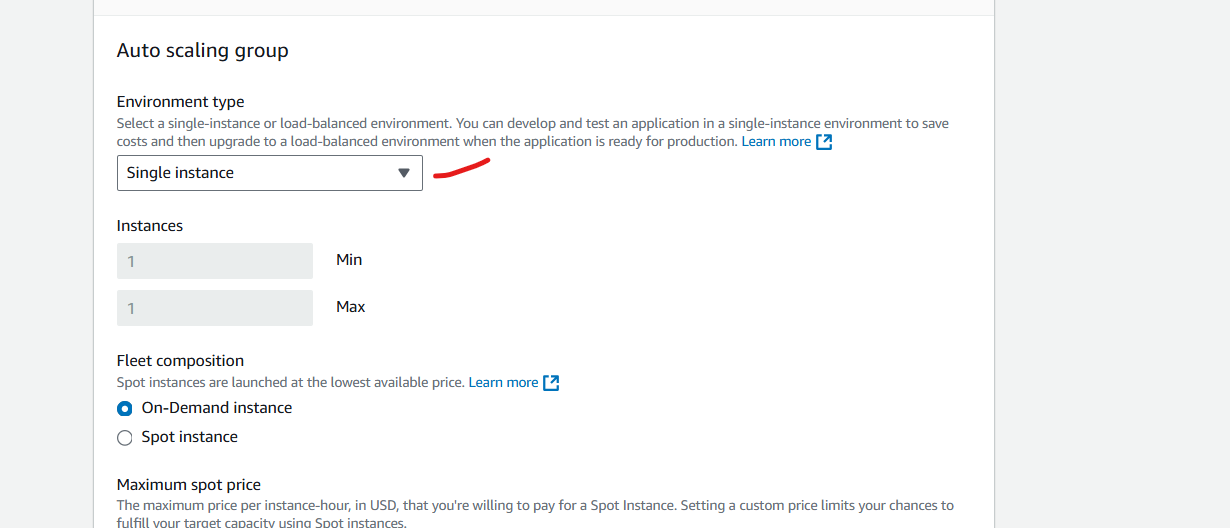 Auto scaling group
Environment type
Select a single-instance or load-balanced environment. You can develop and test an application in a single-instance environment to save
costs and then upgrade to a load-balanced environment when the application is ready for production. Learn more
Single instance
Instances
1 Min
1 Max
Fleet composition
Spot instances are launched at the lowest available price. Learn more
On-Demand instance
Spot instance
Maximum spot price
The maximum price per instance-hour, in USD, that you're willing to pay for a Spot Instance. Setting a custom price limits your chances to
fulfill your target capacity using Spot instances.